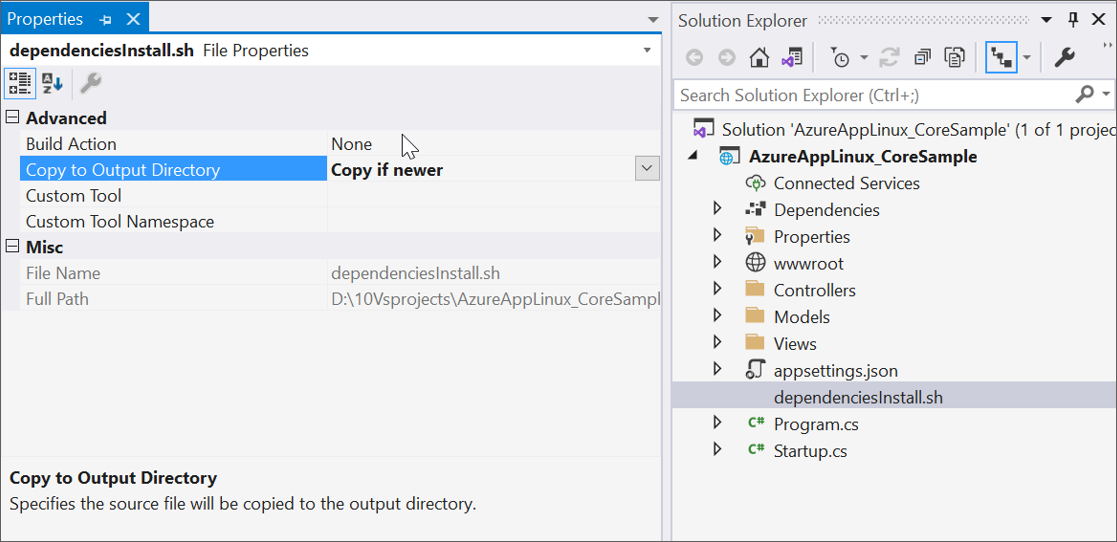 Properties
dependenciesInstall.sh File Properties
Advanced
Build Action None
Copy to Output Directory Copy if newer
Custom Tool
Custom Tool Namespace
Misc
File Name dependenciesInstall.sh
Full Path D:\10Vsprojects\AzureAppLinux_CoreSampl
Copy to Output Directory
Specifies the source file will be copied to the output directory.
Solution Explorer
Search Solution Explorer (Ctrl+;)
Solution 'AzureAppLinux_CoreSample' (1 of 1 projec
AzureAppLinux_CoreSample
Connected Services
Dependencies
Properties
wwwroot
Controllers
Models
Views
appsettings.json
dependenciesInstall.sh
C# Program.cs
C# Startup.cs